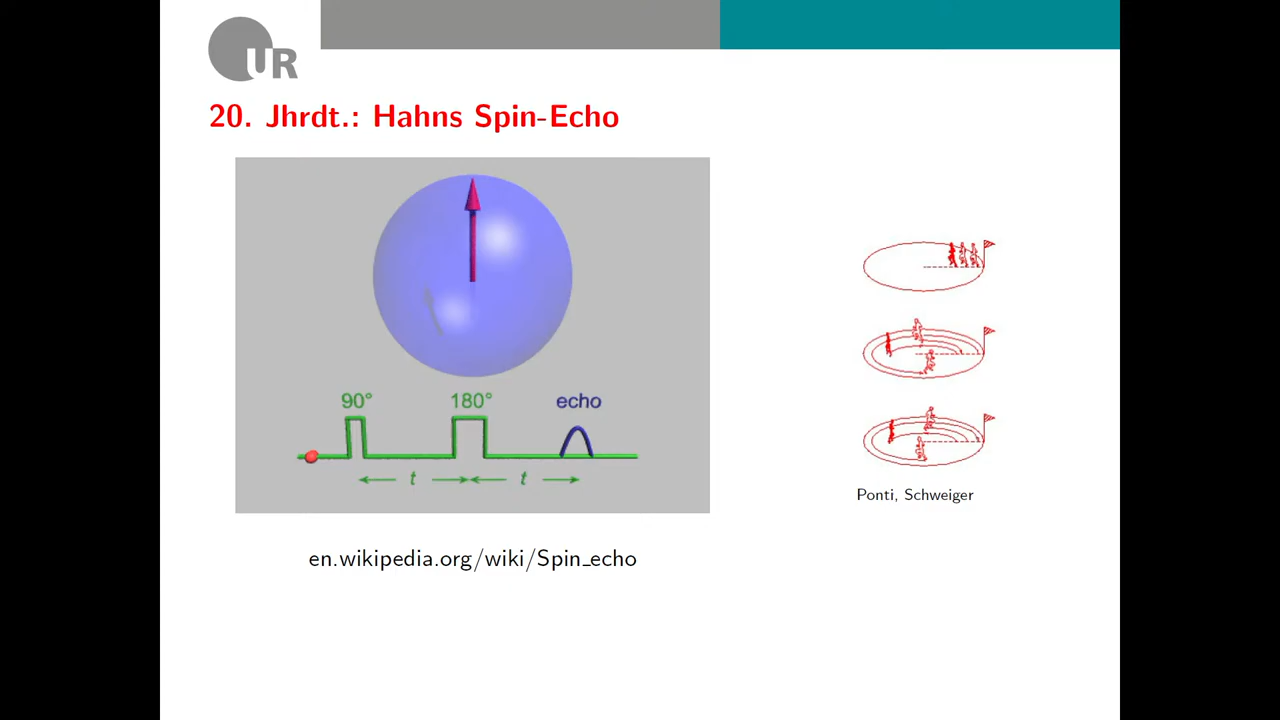 UR
20. Jhrdt.: Hahns Spin-Echo
90° 180° echo
t t
Ponti, Schweiger
en.wikipedia.org/wiki/Spin_echo